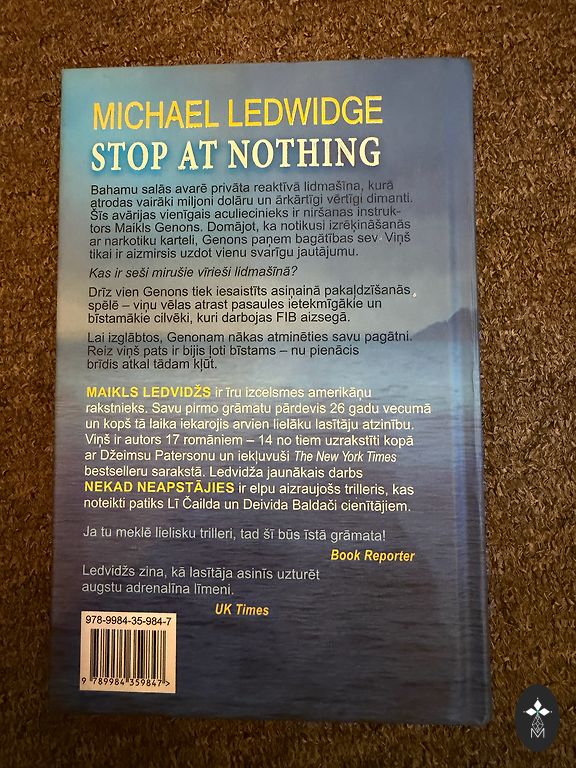 MICHAEL LEDWIDGE
STOP AT NOTHING
Bahamu salās avarē privāta reaktīvā lidmašīna, kurā
atrodas vairāki miljoni dolāru un ārkārtīgi vērtīgi dimanti.
Šīs avārijas vienīgais aculiecinieks ir niršanas instruk-
tors Maikls Genons. Domājot, ka notikusi izrēķināšanās
ar narkotiku karteli, Genons paņem bagātības sev. Viņš
tikai ir aizmirsis uzdot vienu svarīgu jautājumu.
Kas ir seši mirušie vīrieši lidmašīnā?
Drīz vien Genons tiek iesaistīts asiņainā pakaļdzīšanās
spēlē – viņu vēlas atrast pasaules ietekmīgākie un
bīstamākie cilvēki, kuri darbojas FIB aizsegā.
Lai izglābtos, Genonam nākas atmināties savu pagātni.
Reiz viņš pats ir bijis ļoti bīstams – nu pienācis
brīdis atkal tādam kļūt.
MAIKLS LEDVIDŽS ir īru izcelsmes amerikāņu
rakstnieks. Savu pirmo grāmatu pārdevis 26 gadu vecumā
un kopš tā laika iekarojis arvien lielāku lasītāju atzinību.
Viņš ir autors 17 romāniem – 14 no tiem uzrakstīti kopā
ar Džeimsu Patersonu un iekļuvuši The New York Times
bestselleru sarakstā. Ledvidža jaunākais darbs
NEKAD NEAPSTĀJIES ir elpu aizraujošs trilleris, kas
noteikti patiks Lī Čailda un Deivida Baldači cienītājiem.
Ja tu meklē lielisku trilleri, tad šī būs īstā grāmata!
Book Reporter
Ledvidžs zina, kā lasītāja asinīs uzturēt
augstu adrenalīna līmeni.
UK Times
978-9984-35-984-7
9 789984 359847 >
M